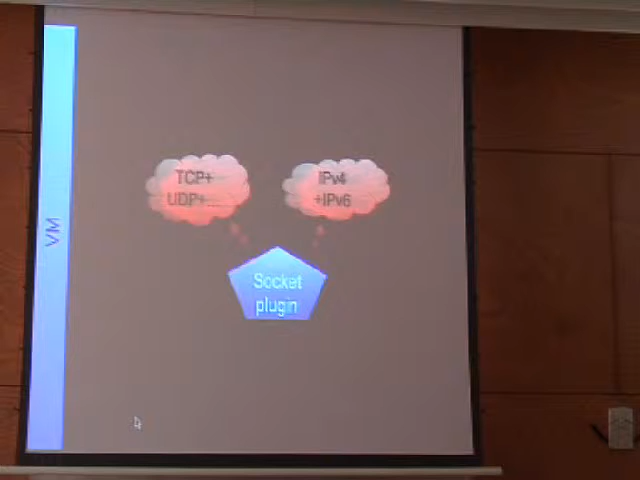 VM
TCP+
UDP+......
IPv4
+IPv6
Socket
plugin